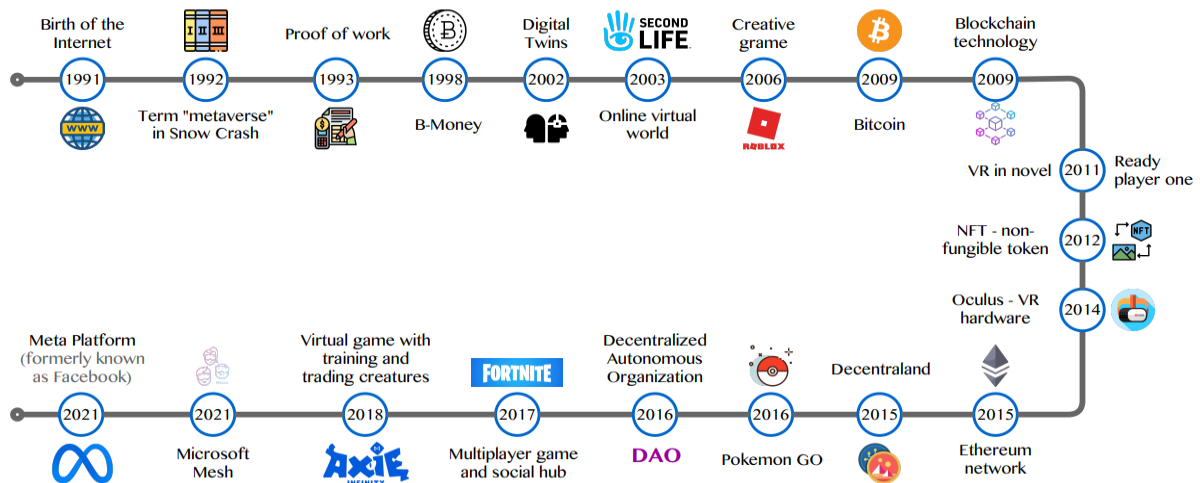 Birth of the
Internet
1991
WWW
I II III
1992
Term "metaverse"
in Snow Crash
Proof of work
1993
1998
B-Money
Digital
Twins
2002
SECOND
LIFE
2003
Online virtual
world
Creative
grame
2006
ROBLOX
2009
Bitcoin
Blockchain
technology
2009
VR in novel
2011
Ready
player one
NFT - non-
fungible token
2012
NFT
Oculus - VR
hardware
2014
Meta Platform
(formerly known
as Facebook)
2021
2021
Microsoft
Mesh
Virtual game with
training and
trading creatures
2018
AXIE
INFINITY
FORTNITE
2017
Multiplayer game
and social hub
Decentralized
Autonomous
Organization
2016
DAO
2016
Pokemon GO
Decentraland
2015
2015
Ethereum
network